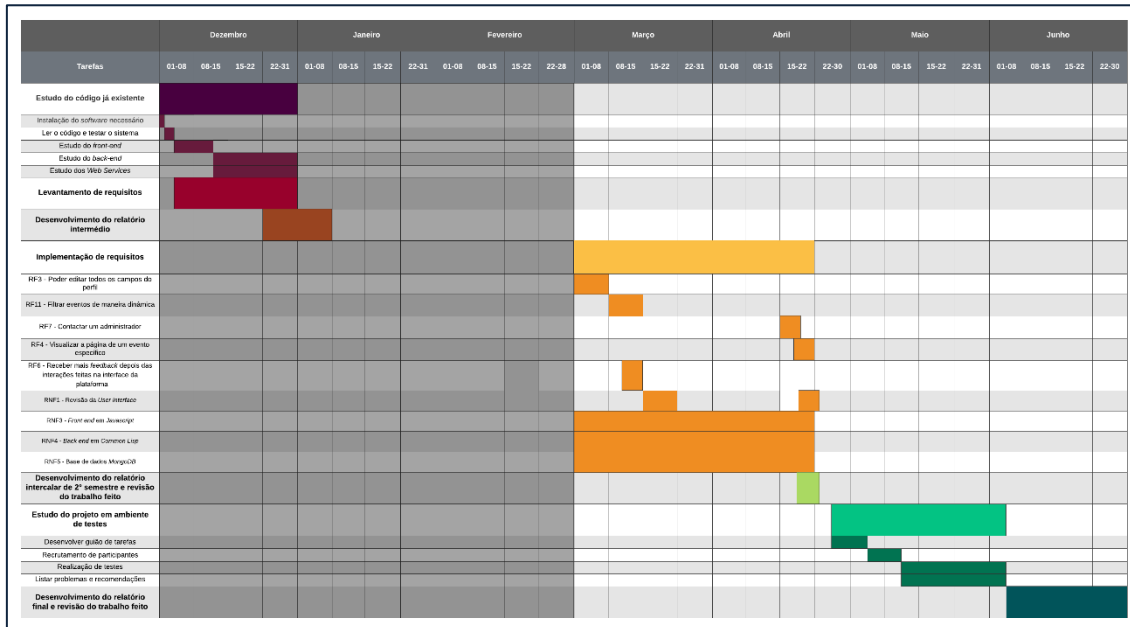 Dezembro Janeiro Fevereiro Março Abril Maio Junho
Tarefas 01-08 08-15 15-22 22-31 01-08 08-15 15-22 22-31 01-08 08-15 15-22 22-28 01-08 08-15 15-22 22-31 01-08 08-15 15-22 22-30 01-08 08-15 15-22 22-31 01-08 08-15 15-22 22-30
Estudo do código já existente
Instalação do software necessário
Ler o código e testar o sistema
Estudo do front-end
Estudo do back-end
Estudo dos Web Services
Levantamento de requisitos
Desenvolvimento do relatório
intermédio
Implementação de requisitos
RF3 - Poder editar todos os campos do
perfil
RF11 - Filtrar eventos de maneira dinâmica
RF7 - Contactar um administrador
RF4 - Visualizar a página de um evento
específico
RF6 - Receber mais feedback depois das
interações feitas na interface da
plataforma
RNF1 - Revisão da User interface
RNF3 - Front end em Javascript
RNF4 - Back end em Common Lisp
RNF5 - Base de dados MongoDB
Desenvolvimento do relatório
intercalar de 2º semestre e revisão
do trabalho feito
Estudo do projeto em ambiente
de testes
Desenvolver guião de tarefas
Recrutamento de participantes
Realização de testes
Listar problemas e recomendações
Desenvolvimento do relatório
final e revisão do trabalho feito